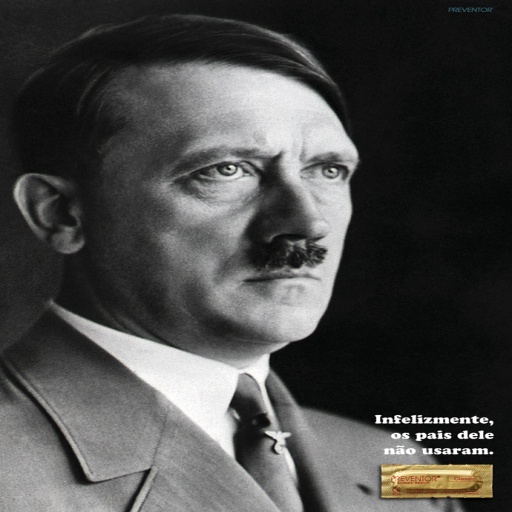 PREVENTOR
Infelizmente,
os pais dele
não usaram.
PREVENTOR